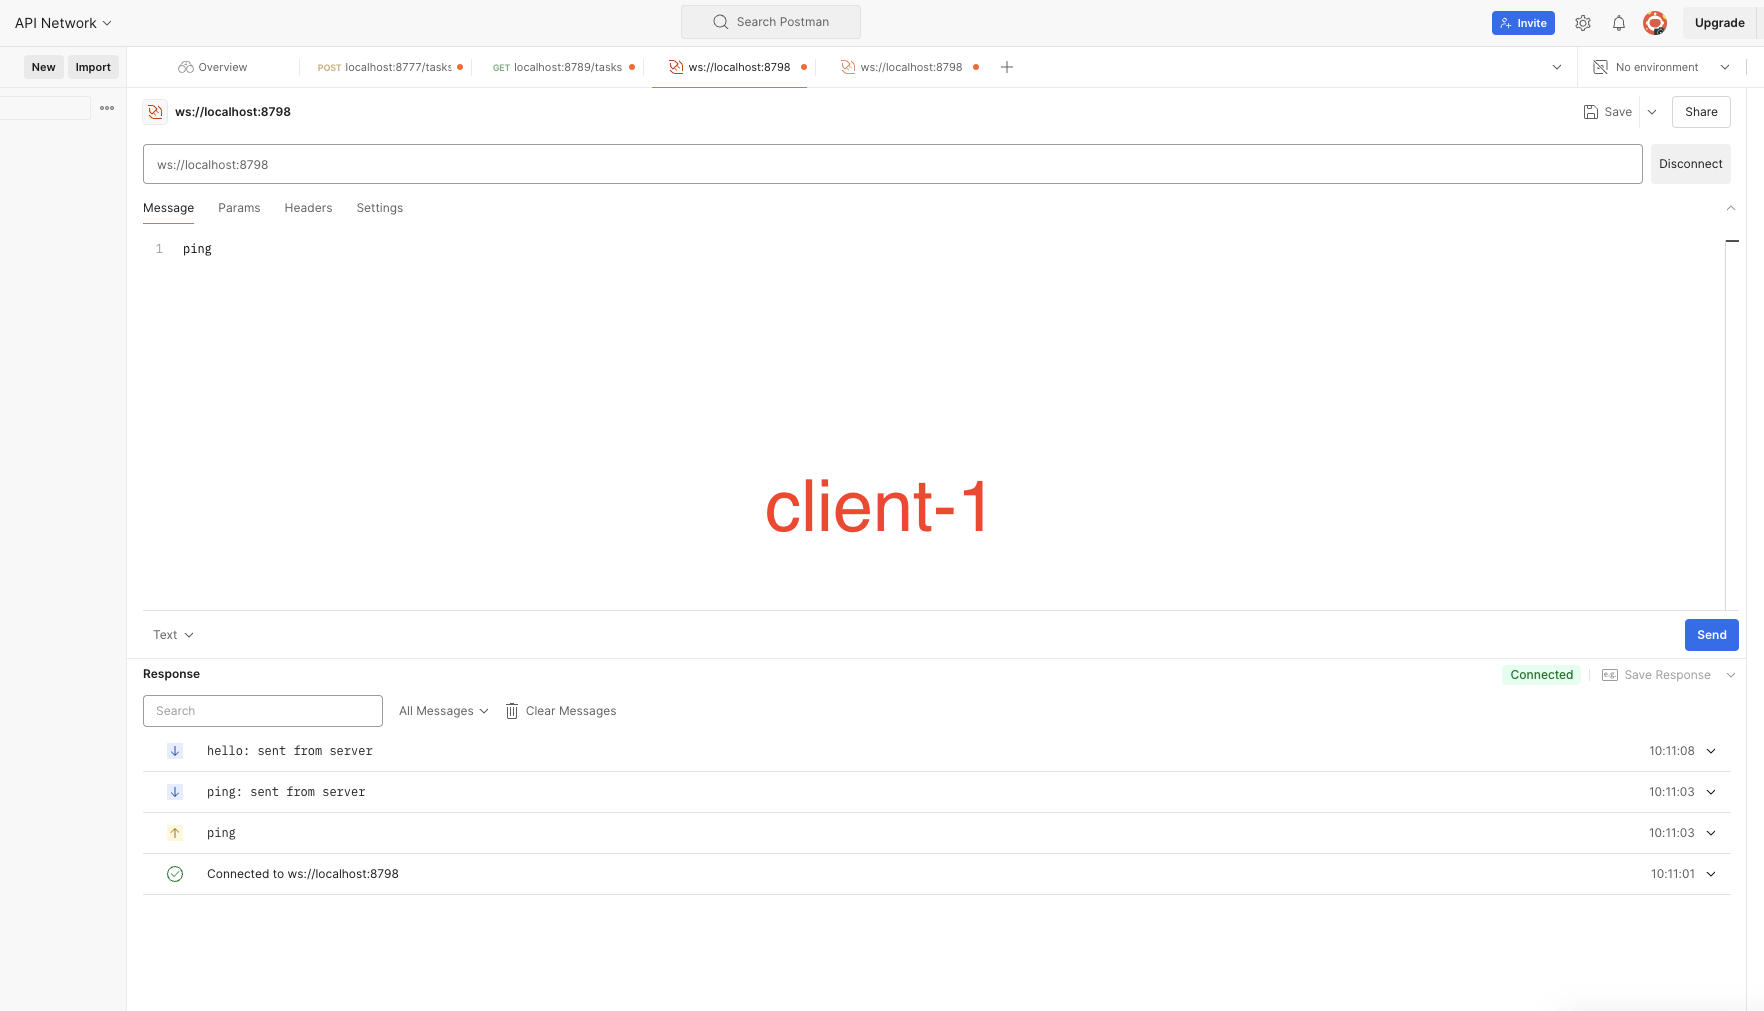 API Network
Search Postman
Invite
Upgrade
New
Import
Overview
POST localhost:8777/tasks
GET localhost:8789/tasks
ws://localhost:8798
ws://localhost:8798
No environment
ws://localhost:8798
Save
Share
ws://localhost:8798
Disconnect
Message Params Headers Settings
1 ping
client-1
Text
Send
Response
Connected
Save Response
Search
All Messages
Clear Messages
hello: sent from server 10:11:08
ping: sent from server 10:11:03
ping 10:11:03
Connected to ws://localhost:8798 10:11:01